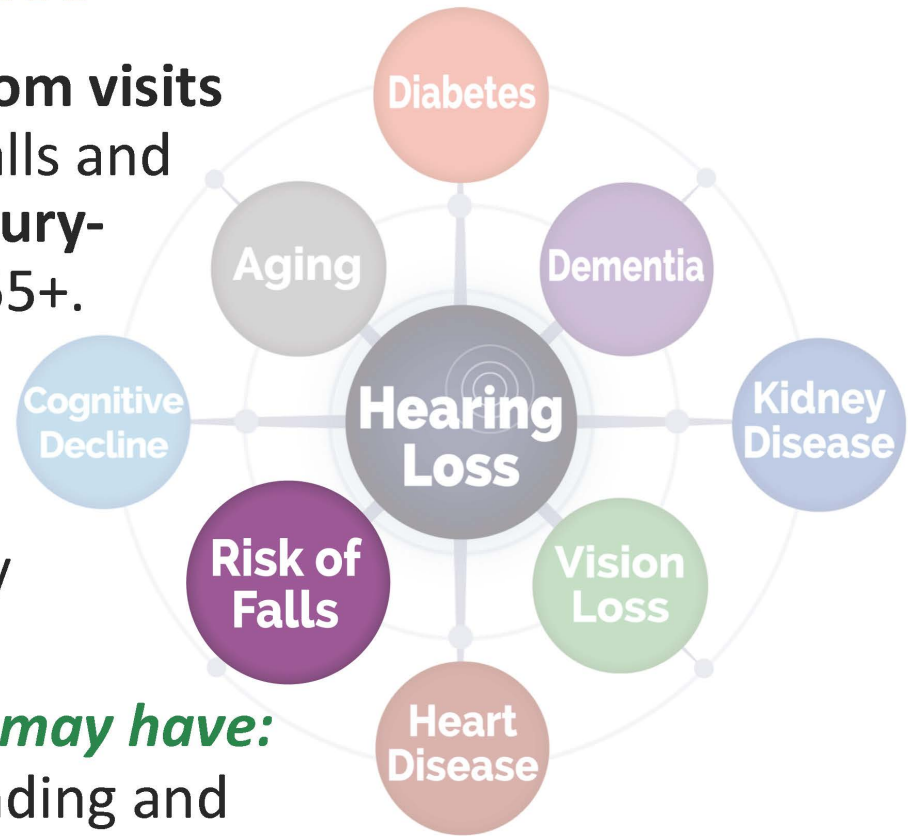 om visits
alls and
ury-
65+.
y
may have:
ding and
Diabetes
Aging
Dementia
Cognitive
Decline
Hearing
Loss
Kidney
Disease
Risk of
Falls
Vision
Loss
Heart
Disease